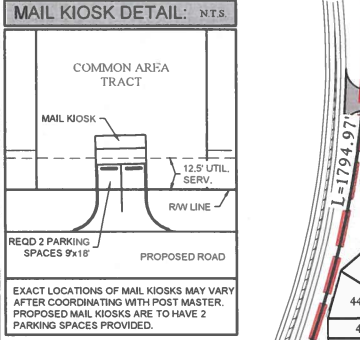 MAIL KIOSK DETAIL: N.T.S.
COMMON AREA
TRACT
MAIL KIOSK
12.5' UTIL.
SERV.
R/W LINE
REQD 2 PARKING
SPACES 9'x18'
PROPOSED ROAD
EXACT LOCATIONS OF MAIL KIOSKS MAY VARY
AFTER COORDINATING WITH POST MASTER.
PROPOSED MAIL KIOSKS ARE TO HAVE 2
PARKING SPACES PROVIDED.
L=1794.97'